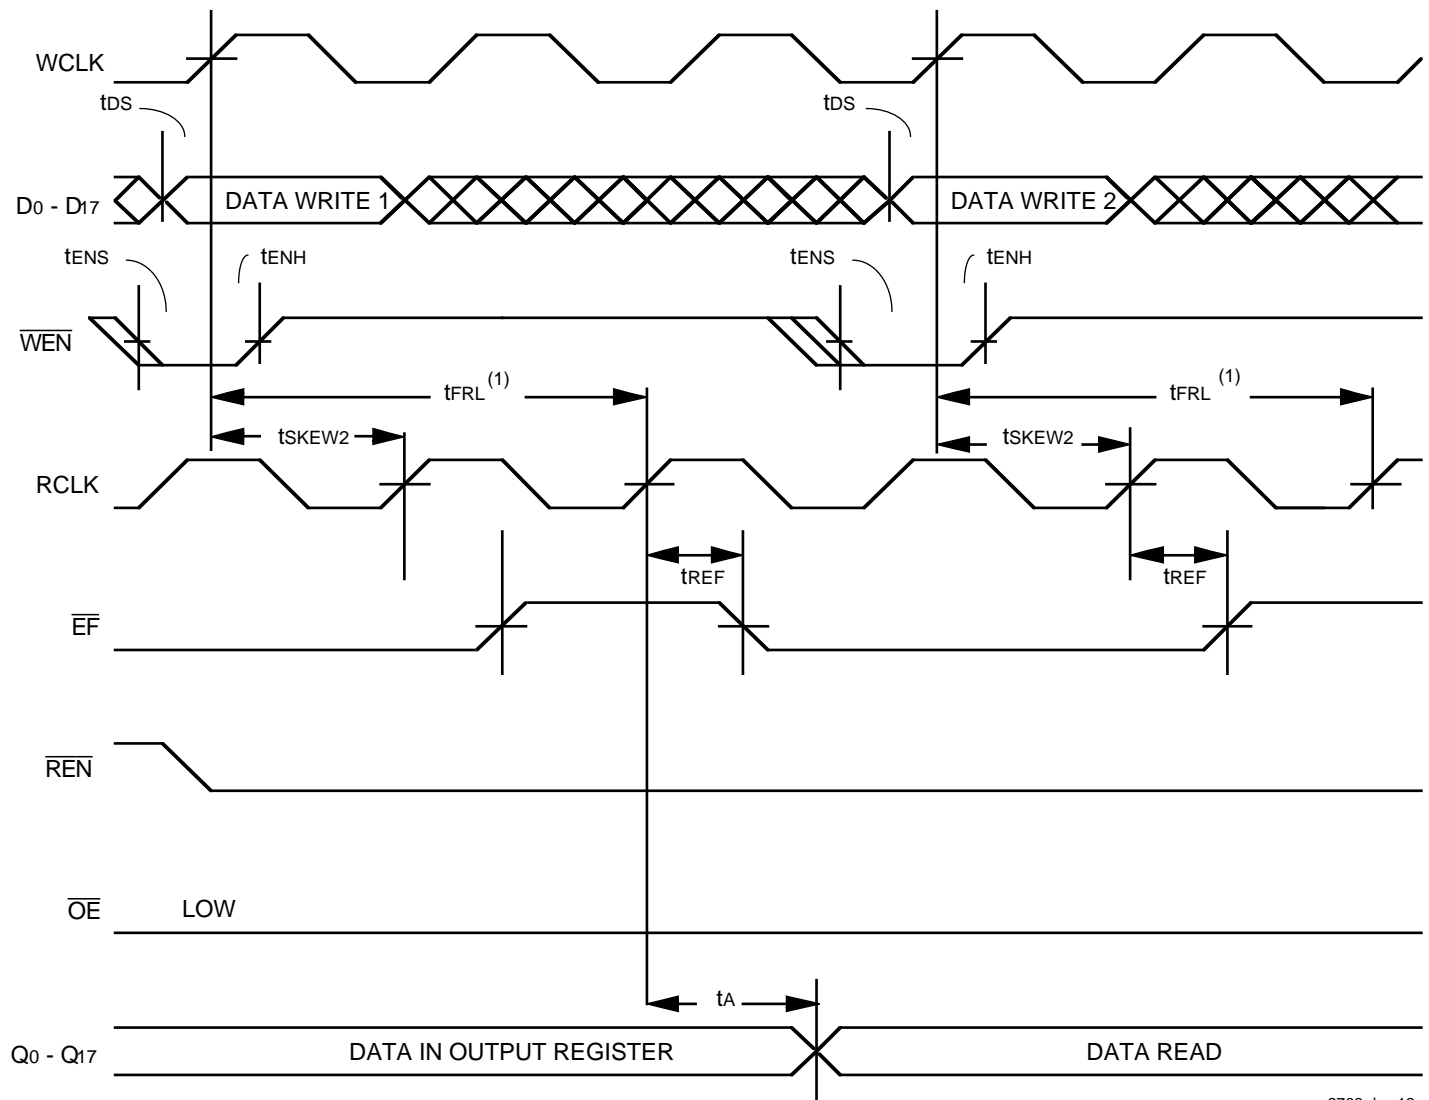 WCLK
tDS tDS
D0 - D17 DATA WRITE 1 DATA WRITE 2
tENS tENH tENS tENH
WEN
tFRL (1) tFRL (1)
tSKEW2 tSKEW2
RCLK
tREF tREF
EF
REN
OE LOW
tA
Q0 - Q17 DATA IN OUTPUT REGISTER DATA READ